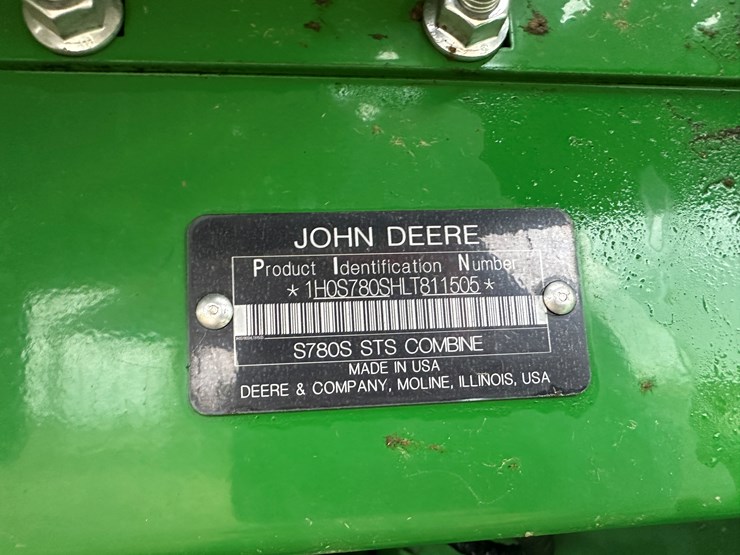 JOHN DEERE
Product Identification Number
*1H0S780SHLT811505*
S780S STS COMBINE
MADE IN USA
DEERE & COMPANY, MOLINE, ILLINOIS, USA